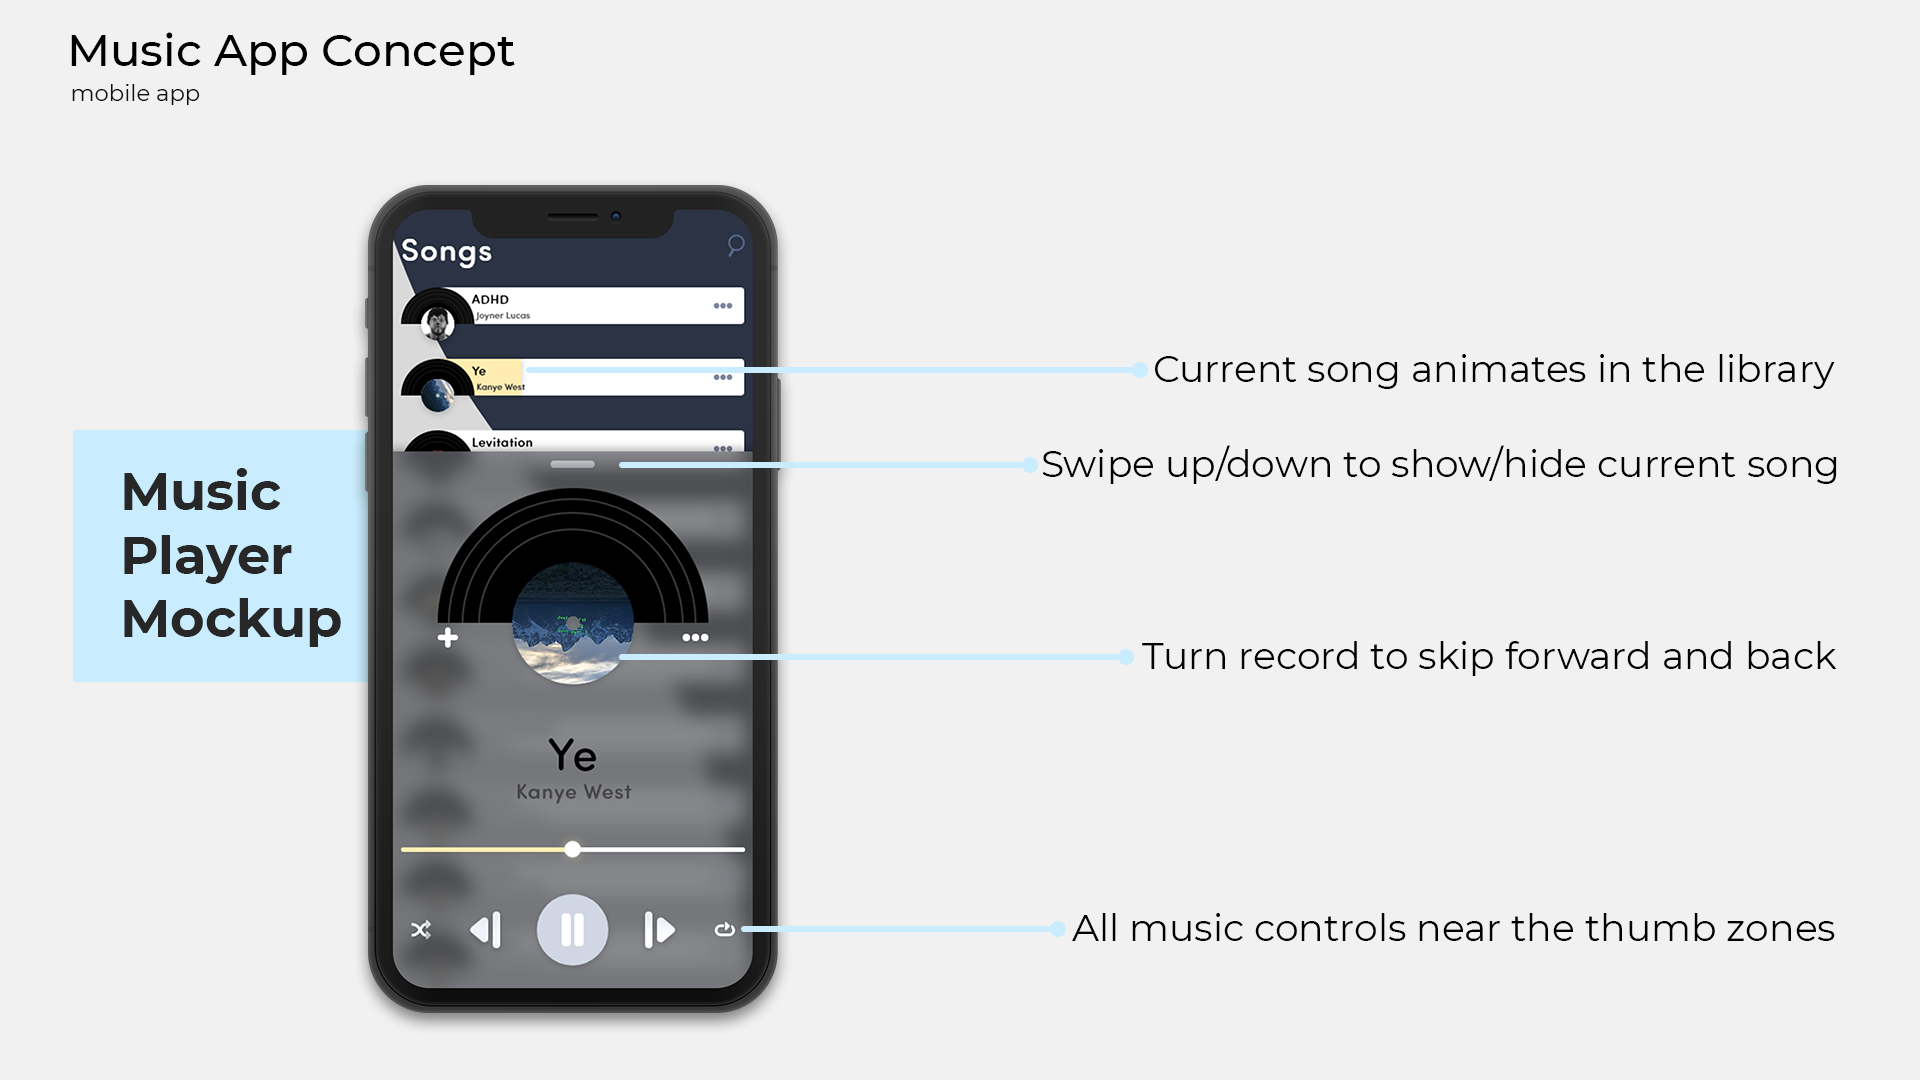 Music App Concept
mobile app
Songs
ADHD
Joyner Lucas
Ye
Kanye West
Current song animates in the library
Levitation
Swipe up/down to show/hide current song
Music
Player
Mockup
Turn record to skip forward and back
Ye
Kanye West
All music controls near the thumb zones